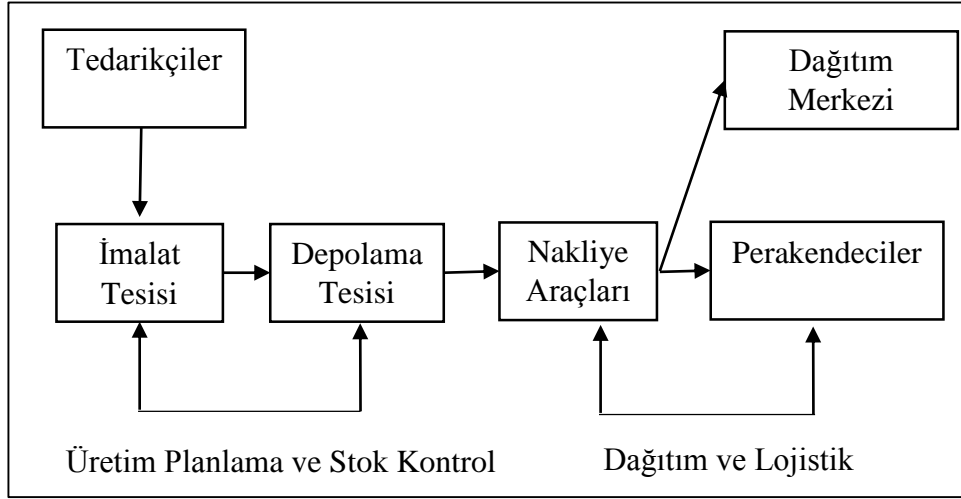 Tedarikçiler
Dağıtım
Merkezi
İmalat
Tesisi
Depolama
Tesisi
Nakliye
Araçları
Perakendeciler
Üretim Planlama ve Stok Kontrol
Dağıtım ve Lojistik